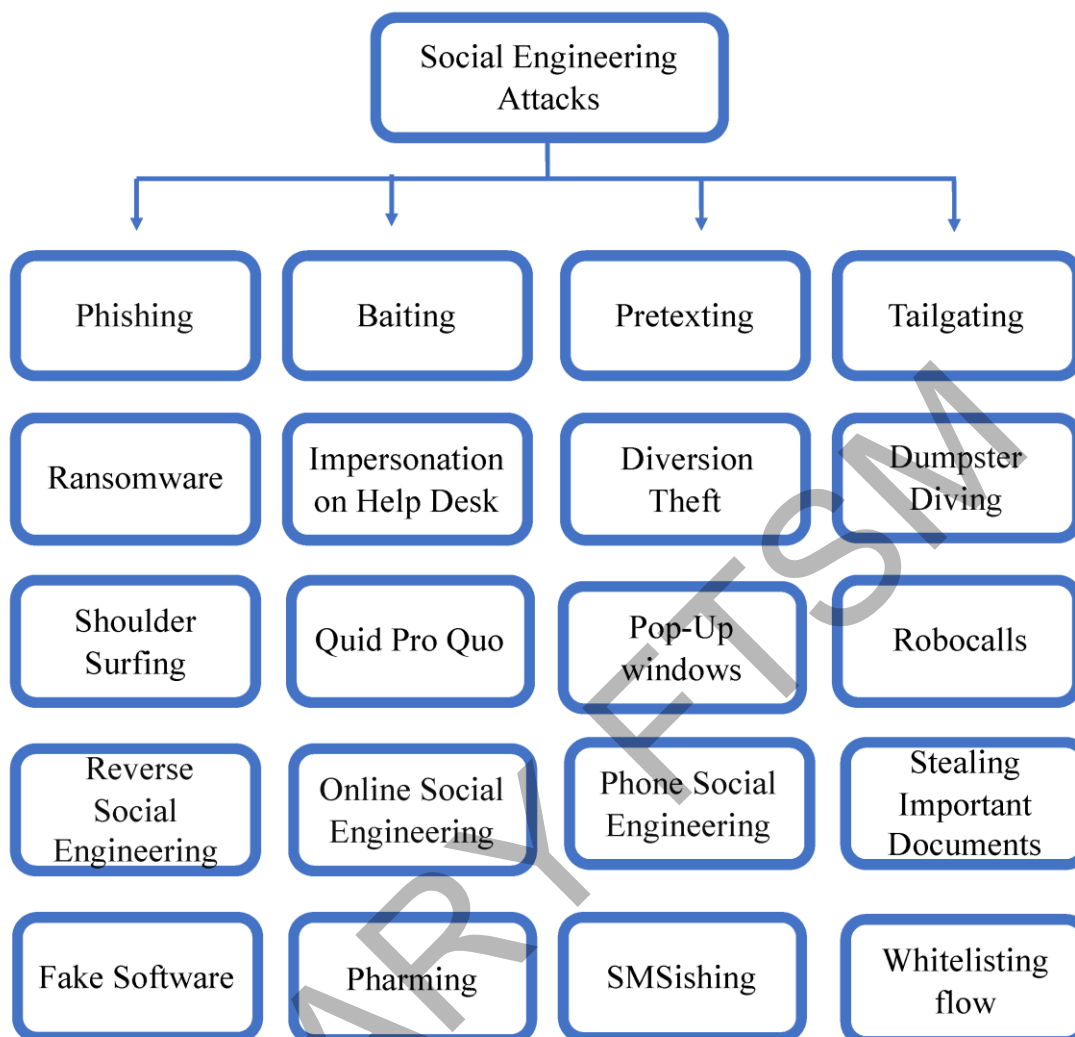 Social Engineering
Attacks
Phishing
Baiting
Pretexting
Tailgating
Ransomware
Impersonation
on Help Desk
Diversion
Theft
Dumpster
Diving
Shoulder
Surfing
Quid Pro Quo
Pop-Up
windows
Robocalls
Reverse
Social
Engineering
Online Social
Engineering
Phone Social
Engineering
Stealing
Important
Documents
Fake Software
Pharming
SMSishing
Whitelisting
flow
ARY FTSM